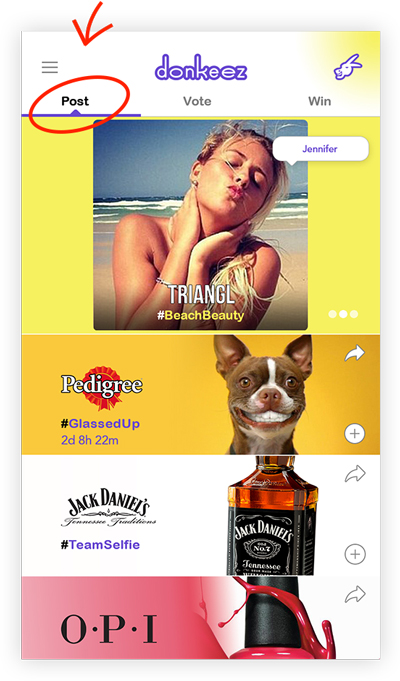 donkeez
Post Vote Win
Jennifer
TRIANGL
#BeachBeauty
Pedigree
#GlassedUp
2d 8h 22m
JACK DANIEL'S
Tennessee Traditions
#TeamSelfie
JACK DANIEL'S
OLD
No.7
Tennessee
O·P·I